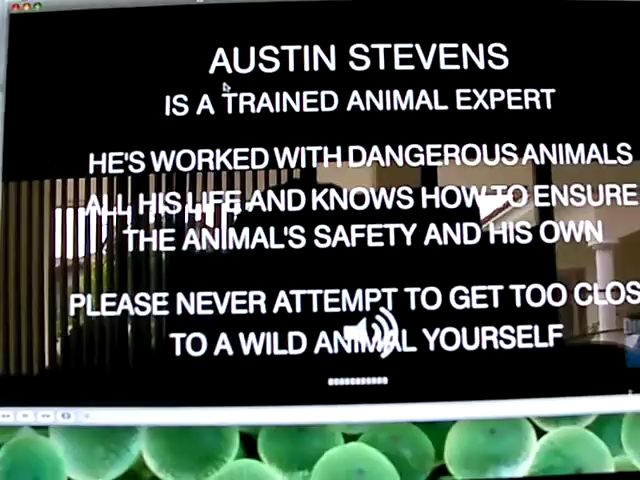 AUSTIN STEVENS
IS A TRAINED ANIMAL EXPERT
HE'S WORKED WITH DANGEROUS ANIMALS
ALL HIS LIFE AND KNOWS HOW TO ENSURE
THE ANIMAL'S SAFETY AND HIS OWN
PLEASE NEVER ATTEMPT TO GET TOO CLOS
TO A WILD ANIMAL YOURSELF